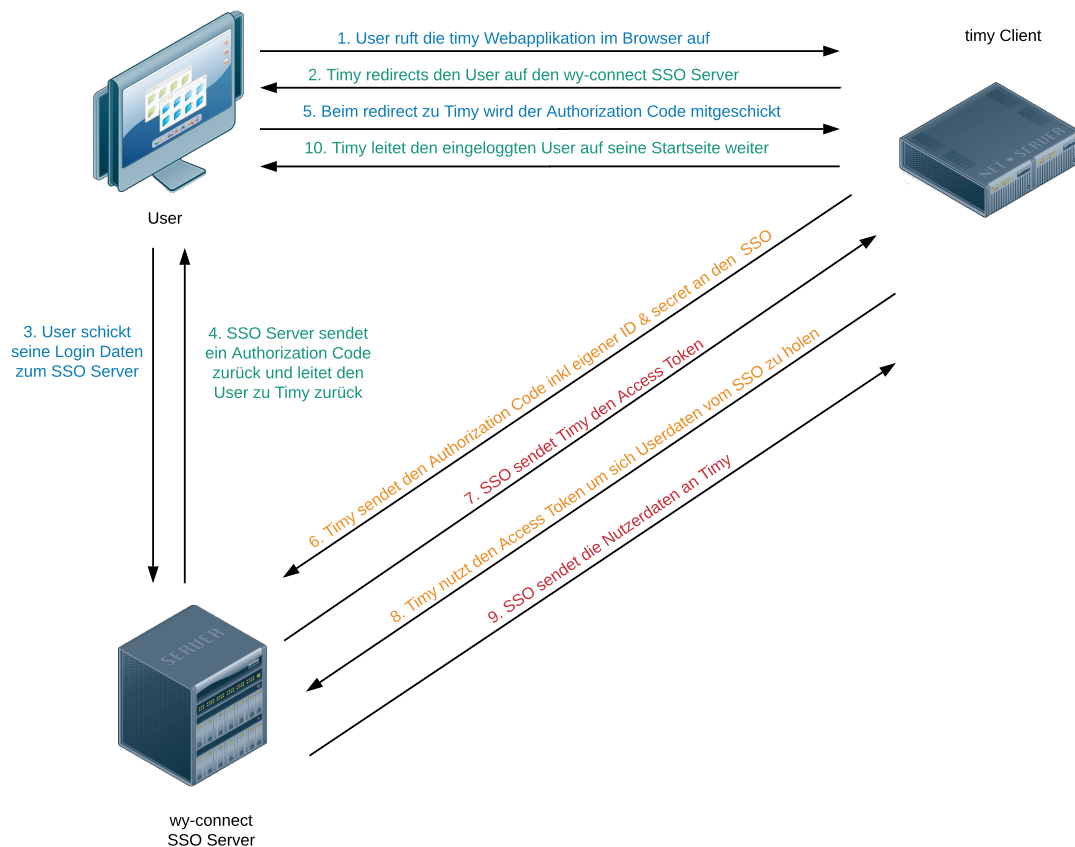 1. User ruft die timy Webapplikation im Browser auf
timy Client
2. Timy redirects den User auf den wy-connect SSO Server
5. Beim redirect zu Timy wird der Authorization Code mitgeschickt
10. Timy leitet den eingeloggten User auf seine Startseite weiter
NET SERVER
User
3. User schickt
seine Login Daten
zum SSO Server
4. SSO Server sendet
ein Authorization Code
zurück und leitet den
User zu Timy zurück
6. Timy sendet den Authorization Code inkl eigener ID & secret an den SSO
7. SSO sendet Timy den Access Token
8. Timy nutzt den Access Token um sich Userdaten vom SSO zu holen
9. SSO sendet die Nutzerdaten an Timy
SERVER
wy-connect
SSO Server